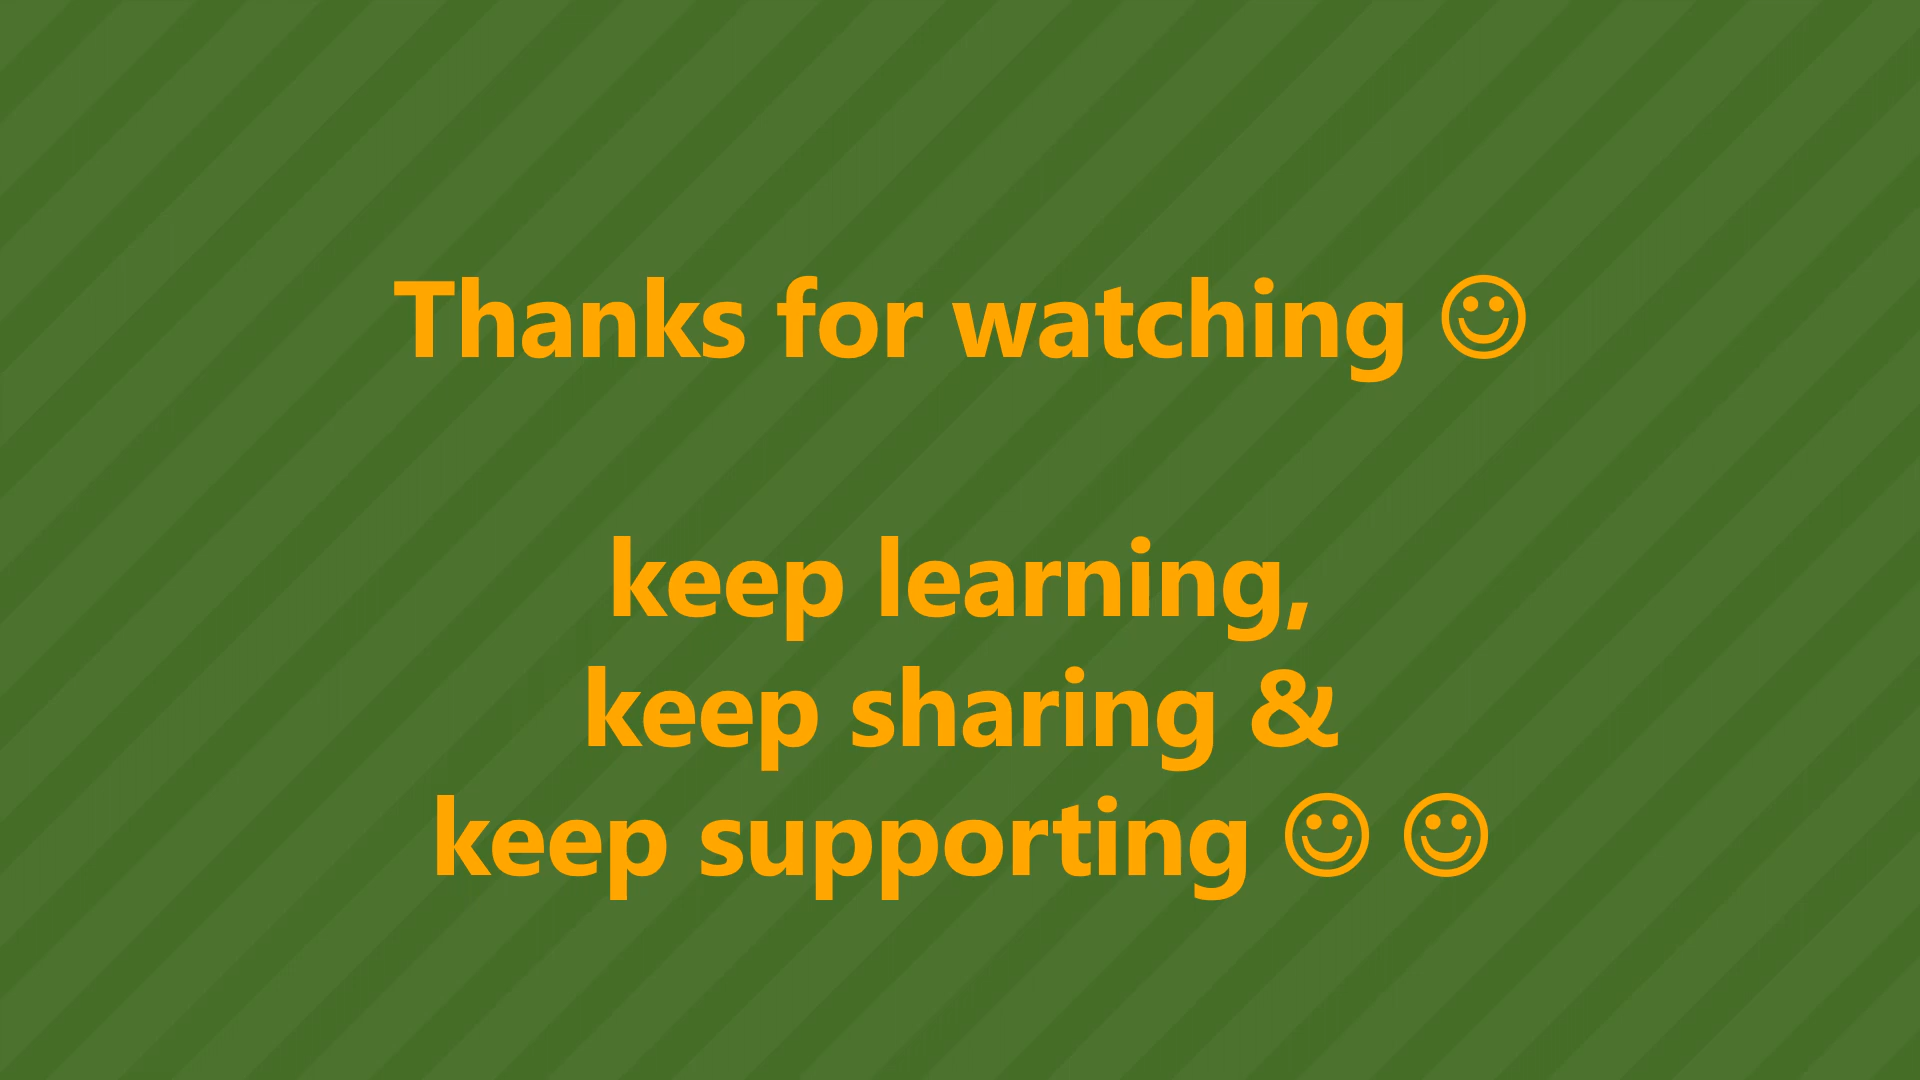 Thanks for watching ☺
keep learning,
keep sharing &
keep supporting ☺ ☺